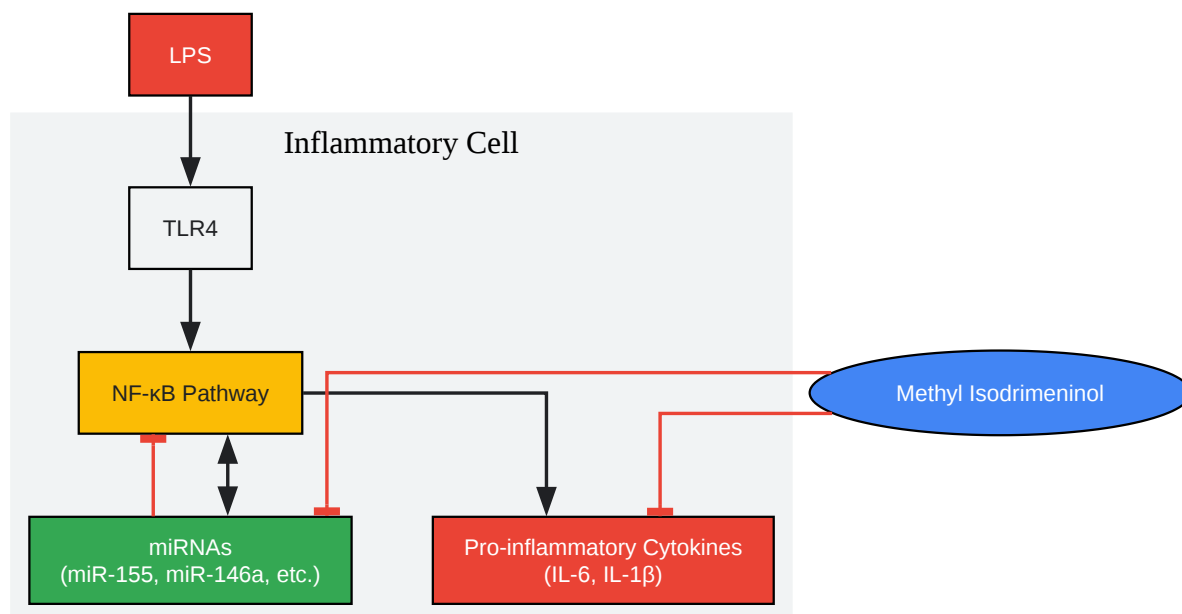 LPS
Inflammatory Cell
TLR4
NF-κB Pathway
Methyl Isodrimeninol
miRNAs
(miR-155, miR-146a, etc.)
Pro-inflammatory Cytokines
(IL-6, IL-1β)